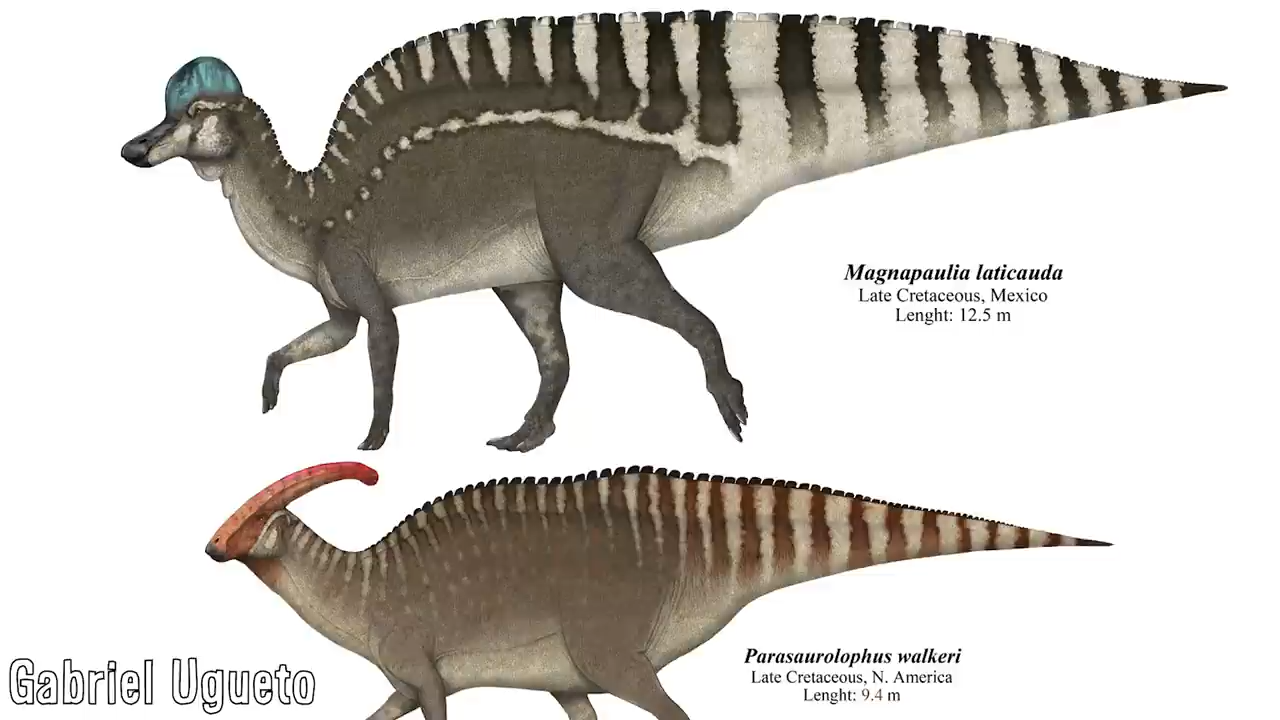 Magnapaulia laticauda
Late Cretaceous, Mexico
Lenght: 12.5 m
Parasaurolophus walkeri
Late Cretaceous, N. America
Lenght: 9.4 m
Gabriel Ugueto